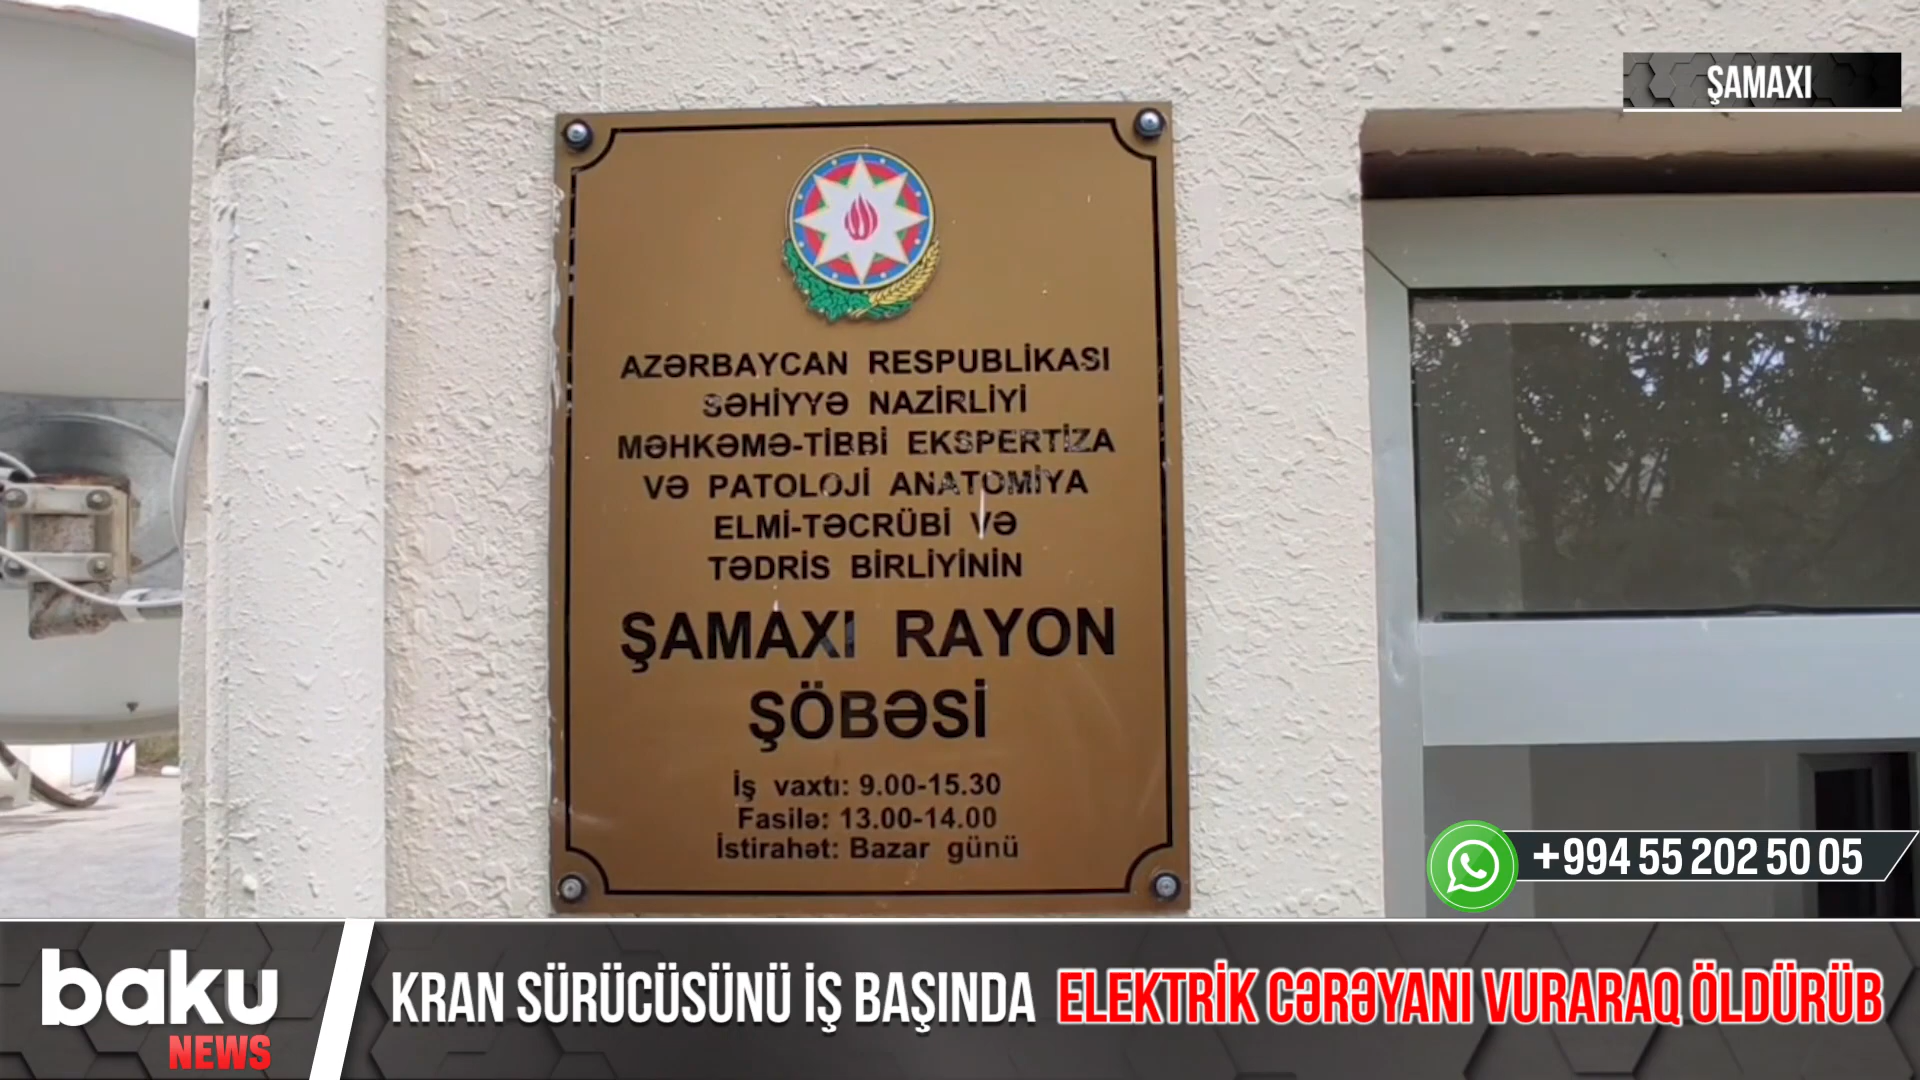 ŞAMAXI
AZƏRBAYCAN RESPUBLİKASI
SƏHİYYƏ NAZİRLİYİ
MƏHKƏMƏ-TİBBİ EKSPERTİZA
VƏ PATOLOJİ ANATOMİYA
ELMİ-TƏCRÜBİ VƏ
TƏDRİS BİRLİYİNİN
ŞAMAXI RAYON
ŞÖBƏSİ
İş vaxtı: 9.00-15.30
Fasilə: 13.00-14.00
İstirahət: Bazar günü
+994 55 202 50 05
baku
NEWS
KRAN SÜRÜCÜSÜNÜ İŞ BAŞINDA ELEKTRİK CƏRƏYANI VURARAQ ÖLDÜRÜB